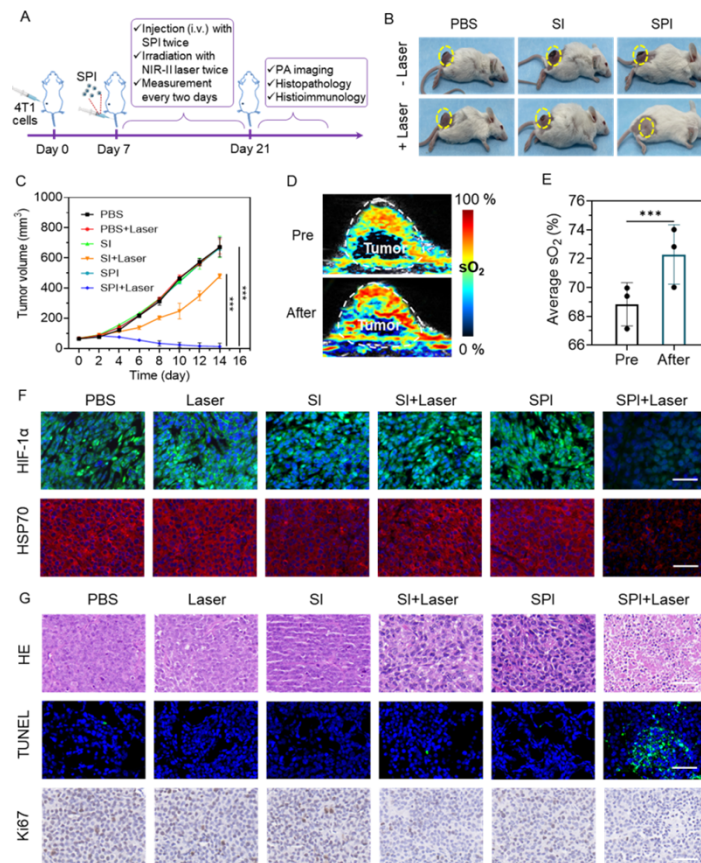 A
Injection (i.v.) with
SPI twice
Irradiation with
NIR-II laser twice
Measurement
every two days
PA imaging
Histopathology
Histioimmunology
SPI
4T1
cells
Day 0
Day 7
Day 21
B
PBS
SI
SPI
- Laser
+ Laser
C
Tumor volume (mm³)
1000
800
600
400
200
0
PBS
PBS+Laser
SI
SI+Laser
SPI
SPI+Laser
***
***
0 2 4 6 8 10 12 14 16
Time (day)
D
Pre
Tumor
After
Tumor
100 %
sO₂
0 %
E
Average sO₂ (%)
76
74
72
70
68
66
***
Pre
After
F
PBS
Laser
SI
SI+Laser
SPI
SPI+Laser
HIF-1α
HSP70
G
PBS
Laser
SI
SI+Laser
SPI
SPI+Laser
HE
TUNEL
Ki67